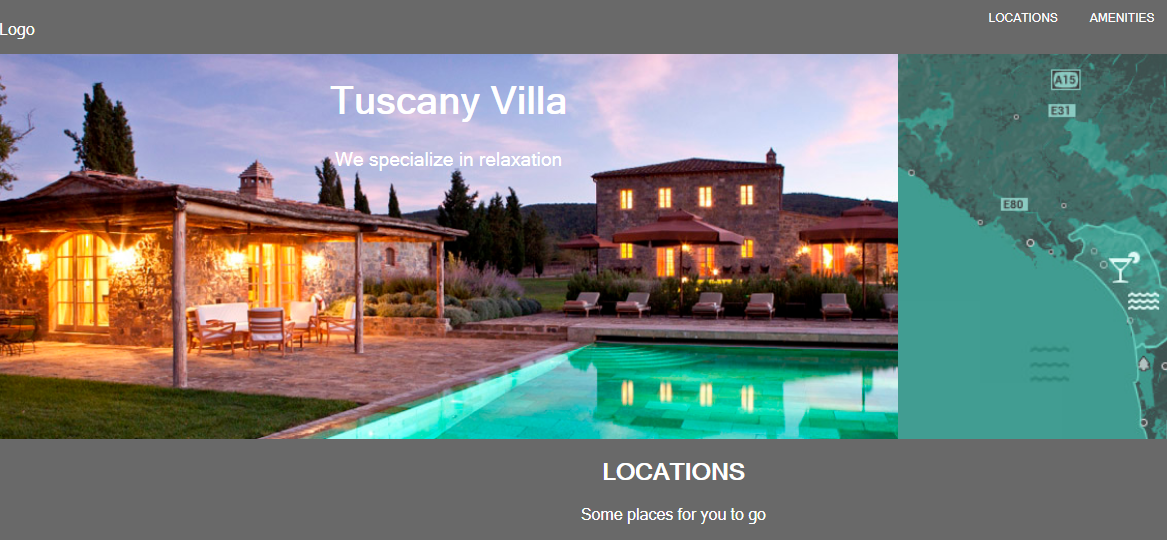 Logo
LOCATIONS
AMENITIES
Tuscany Villa
We specialize in relaxation
A15
E31
E80
LOCATIONS
Some places for you to go